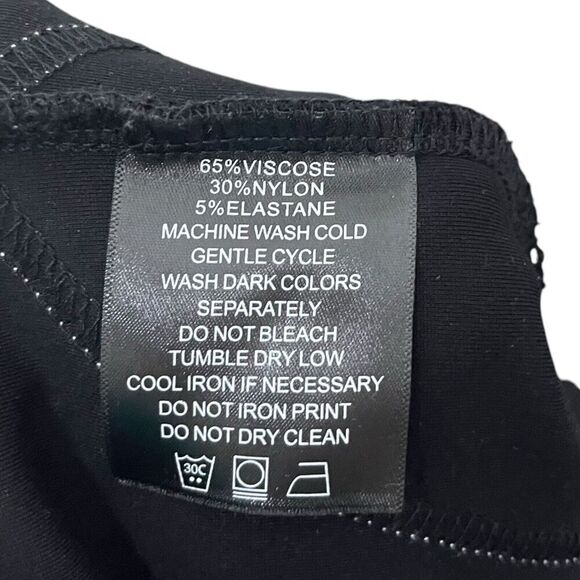 65%VISCOSE
30%NYLON
5%ELASTANE
MACHINE WASH COLD
GENTLE CYCLE
WASH DARK COLORS
SEPARATELY
DO NOT BLEACH
TUMBLE DRY LOW
COOL IRON IF NECESSARY
DO NOT IRON PRINT
DO NOT DRY CLEAN
30C